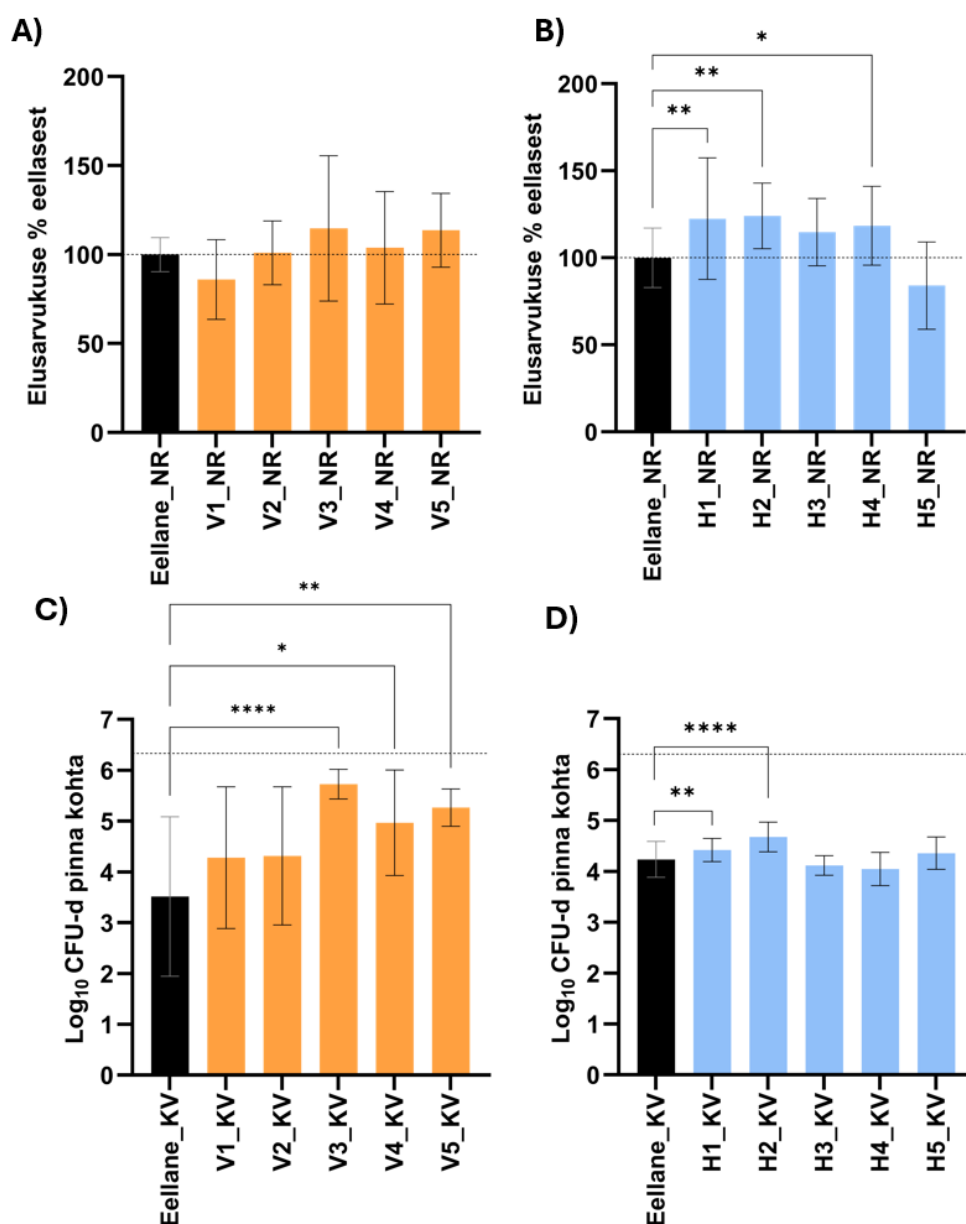 A)
Elusarvukuse % eellasest
200
150
100
50
0
Eellane_NR
V1_NR
V2_NR
V3_NR
V4_NR
V5_NR
B)
*
**
**
Elusarvukuse % eellasest
200
150
100
50
0
Eellane_NR
H1_NR
H2_NR
H3_NR
H4_NR
H5_NR
C)
**
*
****
Log₁₀ CFU-d pinna kohta
7
6
5
4
3
2
1
0
Eellane_KV
V1_KV
V2_KV
V3_KV
V4_KV
V5_KV
D)
****
**
Log₁₀ CFU-d pinna kohta
7
6
5
4
3
2
1
0
Eellane_KV
H1_KV
H2_KV
H3_KV
H4_KV
H5_KV